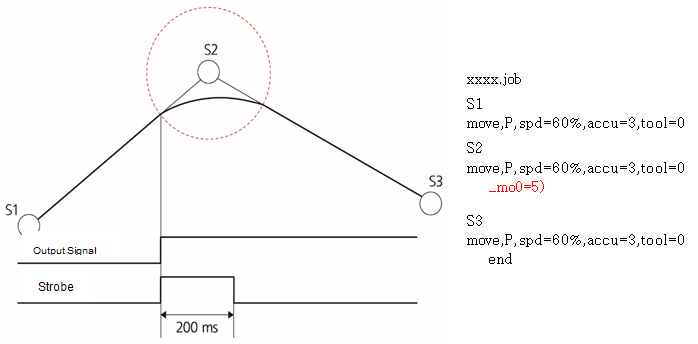 S2
S1
S3
Output Signal
Strobe
200 ms
xxxx.job
S1
move,P,spd=60%,accu=3,tool=0
S2
move,P,spd=60%,accu=3,tool=0
_mo0=5)
S3
move,P,spd=60%,accu=3,tool=0
end